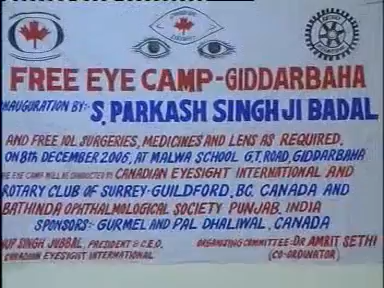 FREE EYE CAMP-GIDDARBAHA
INAUGURATION BY:- S. PARKASH SINGH JI BADAL
AND FREE IOL SURGERIES, MEDICINES AND LENS AS REQUIRED,
ON 8th DECEMBER 2006, AT MALWA SCHOOL G.T. ROAD, GIDDARBAHA
THE EYE CAMP WILL BE CONDUCTED BY CANADIAN EYESIGHT INTERNATIONAL AND
ROTARY CLUB OF SURREY-GUILDFORD, BC. CANADA AND
BATHINDA OPHTHALMOLOGICAL SOCIETY PUNJAB. INDIA
SPONSORS:- GURMEL AND PAL DHALIWAL, CANADA
SINGH JUBBAL, PRESIDENT & C.E.O. ORGANIZING COMMITTEE:- DR AMRIT SETHI
CANADIAN EYESIGHT INTERNATIONAL (CO-ORDINATOR)